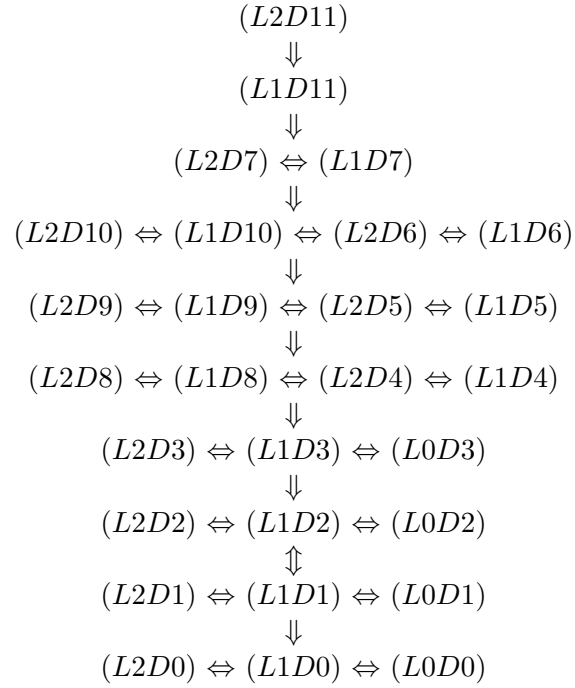 (L2D11)
⇓
(L1D11)
⇓
(L2D7) ⇔ (L1D7)
⇓
(L2D10) ⇔ (L1D10) ⇔ (L2D6) ⇔ (L1D6)
⇓
(L2D9) ⇔ (L1D9) ⇔ (L2D5) ⇔ (L1D5)
⇓
(L2D8) ⇔ (L1D8) ⇔ (L2D4) ⇔ (L1D4)
⇓
(L2D3) ⇔ (L1D3) ⇔ (L0D3)
⇓
(L2D2) ⇔ (L1D2) ⇔ (L0D2)
⇕
(L2D1) ⇔ (L1D1) ⇔ (L0D1)
⇓
(L2D0) ⇔ (L1D0) ⇔ (L0D0)